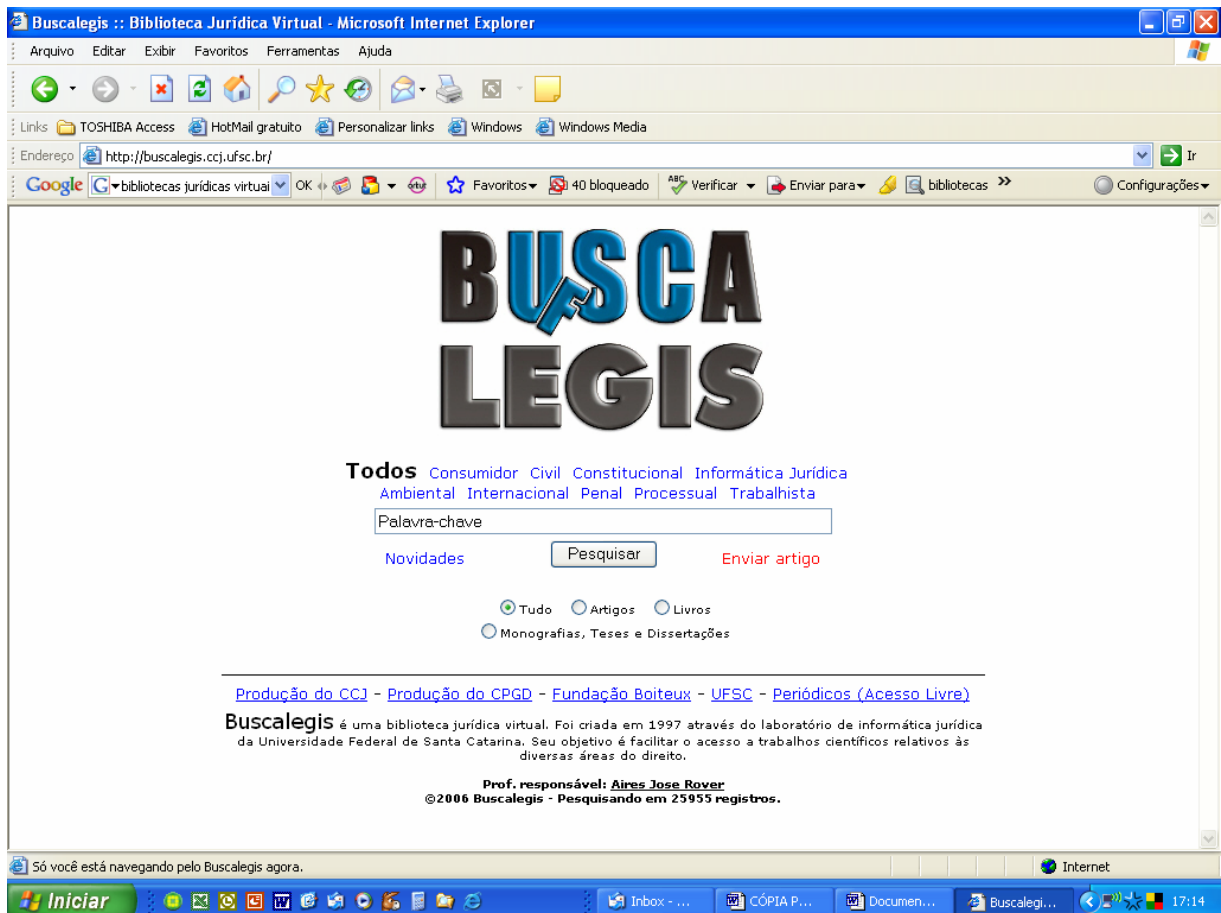 Buscalegis :: Biblioteca Jurídica Virtual - Microsoft Internet Explorer
Arquivo Editar Exibir Favoritos Ferramentas Ajuda
Links TOSHIBA Access HotMail gratuito Personalizar links Windows Windows Media
Endereço http://buscalegis.ccj.ufsc.br/ Ir
Google G bibliotecas jurídicas virtuai OK Favoritos 40 bloqueado ABC Verificar Enviar para bibliotecas » Configurações
BUSCA
UFSC
LEGIS
Todos Consumidor Civil Constitucional Informática Jurídica
Ambiental Internacional Penal Processual Trabalhista
Palavra-chave
Novidades Pesquisar Enviar artigo
Tudo Artigos Livros
Monografias, Teses e Dissertações
Produção do CCJ - Produção do CPGD - Fundação Boiteux - UFSC - Periódicos (Acesso Livre)
Buscalegis é uma biblioteca jurídica virtual. Foi criada em 1997 através do laboratório de informática jurídica
da Universidade Federal de Santa Catarina. Seu objetivo é facilitar o acesso a trabalhos científicos relativos às
diversas áreas do direito.
Prof. responsável: Aires Jose Rover
©2006 Buscalegis - Pesquisando em 25955 registros.
Só você está navegando pelo Buscalegis agora. Internet
Iniciar Inbox - ... CÓPIA P... Documen... Buscalegi... 17:14